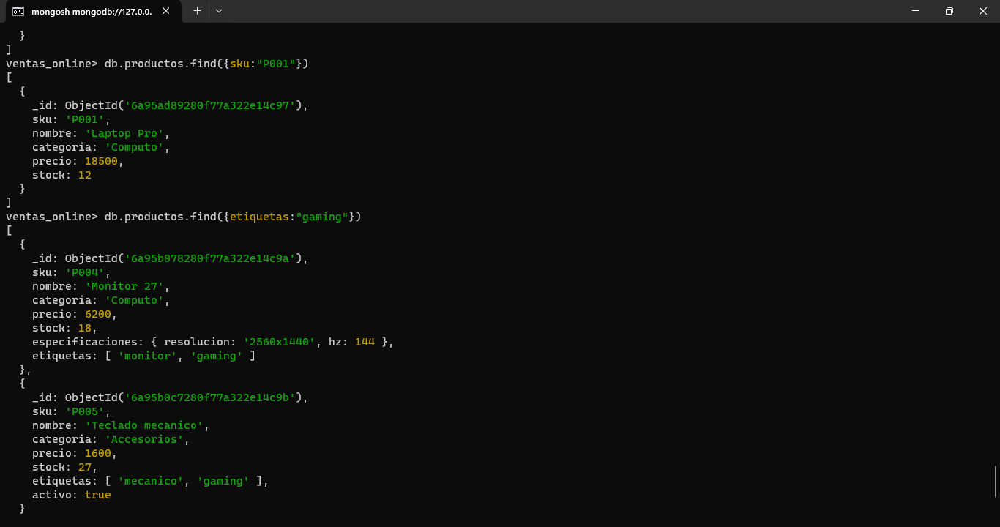 mongosh mongodb://127.0.0.
}
]
ventas_online> db.productos.find({sku:"P001"})
[
  {
    _id: ObjectId('6a95ad89280f77a322e14c97'),
    sku: 'P001',
    nombre: 'Laptop Pro',
    categoria: 'Computo',
    precio: 18500,
    stock: 12
  }
]
ventas_online> db.productos.find({etiquetas:"gaming"})
[
  {
    _id: ObjectId('6a95b078280f77a322e14c9a'),
    sku: 'P004',
    nombre: 'Monitor 27',
    categoria: 'Computo',
    precio: 6200,
    stock: 18,
    especificaciones: { resolucion: '2560x1440', hz: 144 },
    etiquetas: [ 'monitor', 'gaming' ]
  },
  {
    _id: ObjectId('6a95b0c7280f77a322e14c9b'),
    sku: 'P005',
    nombre: 'Teclado mecanico',
    categoria: 'Accesorios',
    precio: 1600,
    stock: 27,
    etiquetas: [ 'mecanico', 'gaming' ],
    activo: true
  }